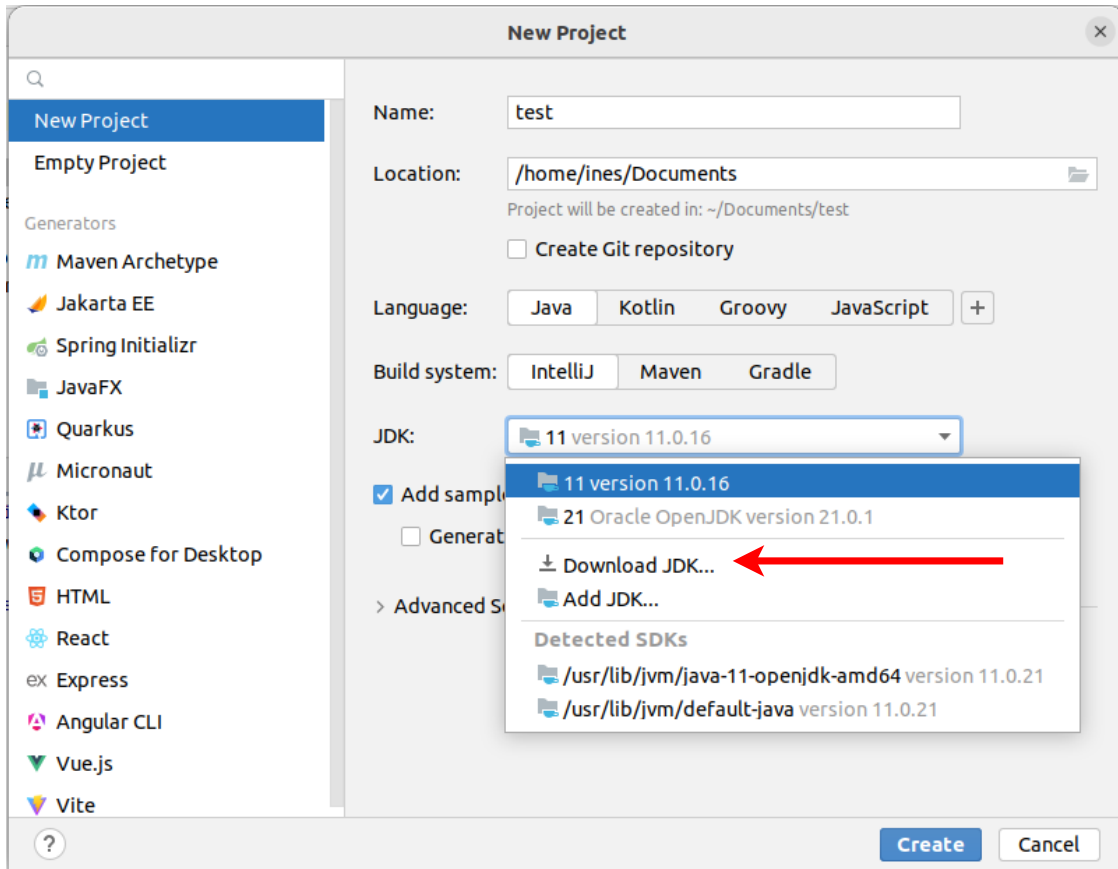 New Project
New Project
Empty Project
Generators
Maven Archetype
Jakarta EE
Spring Initializr
JavaFX
Quarkus
μ Micronaut
Ktor
Compose for Desktop
HTML
React
ex Express
Angular CLI
Vue.js
Vite
?
Name: test
Location: /home/ines/Documents
Project will be created in: ~/Documents/test
Create Git repository
Language: Java Kotlin Groovy JavaScript +
Build system: IntelliJ Maven Gradle
JDK: 11 version 11.0.16
11 version 11.0.16
21 Oracle OpenJDK version 21.0.1
Download JDK...
Add JDK...
Detected SDKs
/usr/lib/jvm/java-11-openjdk-amd64 version 11.0.21
/usr/lib/jvm/default-java version 11.0.21
Add sampl
Generat
Advanced S
Create Cancel